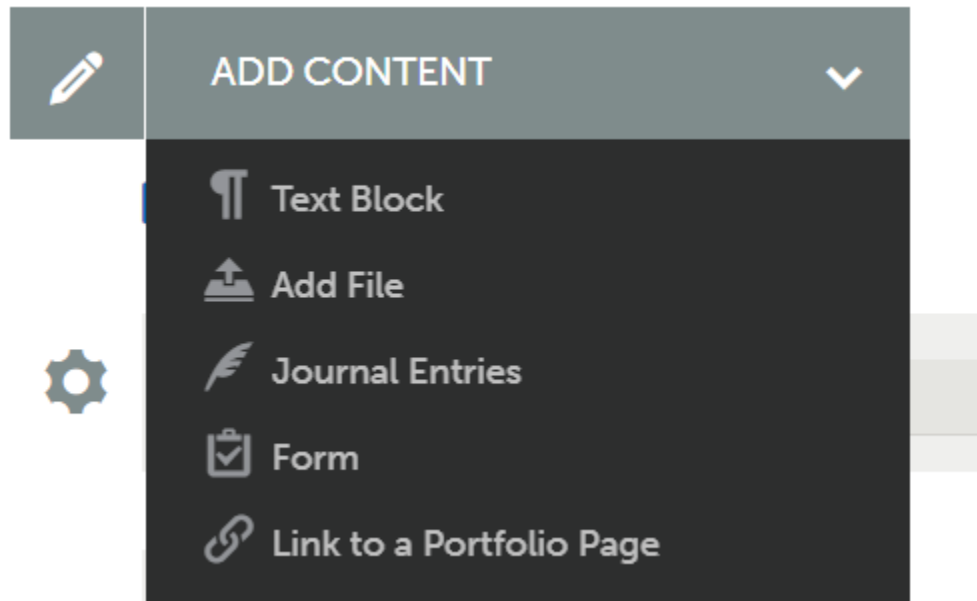 ADD CONTENT
Text Block
Add File
Journal Entries
Form
Link to a Portfolio Page